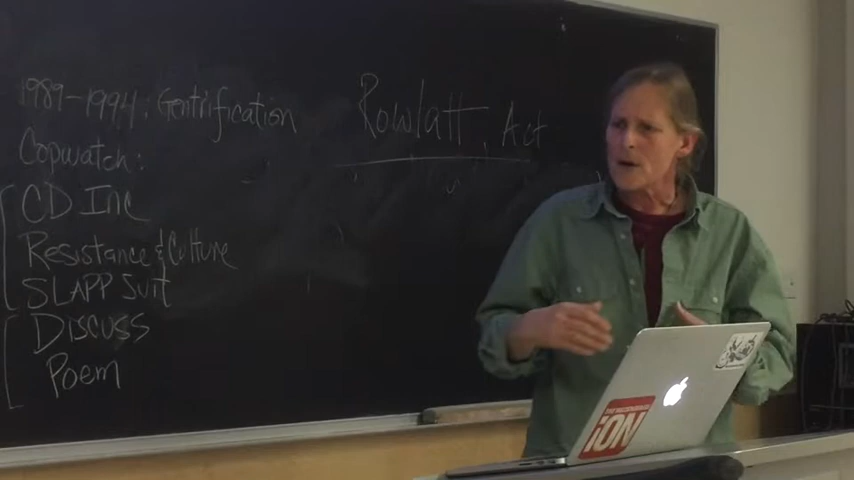 1989-1994: Gentrification
Copwatch:
CD Inc
Resistance & Culture
SLAPP Suit
Discuss
Poem
Rowlatt Act
iON